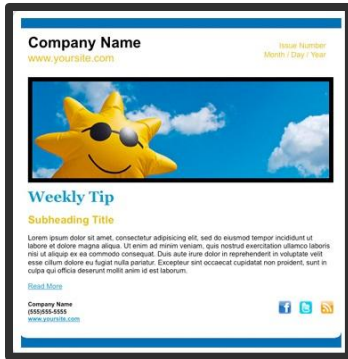 Company Name
www.yoursite.com
Issue Number
Month / Day / Year
Weekly Tip
Subheading Title
Lorem ipsum dolor sit amet, consectetur adipisicing elit, sed do eiusmod tempor incididunt ut
labore et dolore magna aliqua. Ut enim ad minim veniam, quis nostrud exercitation ullamco laboris
nisi ut aliquip ex ea commodo consequat. Duis aute irure dolor in reprehenderit in voluptate velit
esse cillum dolore eu fugiat nulla pariatur. Excepteur sint occaecat cupidatat non proident, sunt in
culpa qui officia deserunt mollit anim id est laborum.
Read More
Company Name
(555)555-5555
www.yoursite.com